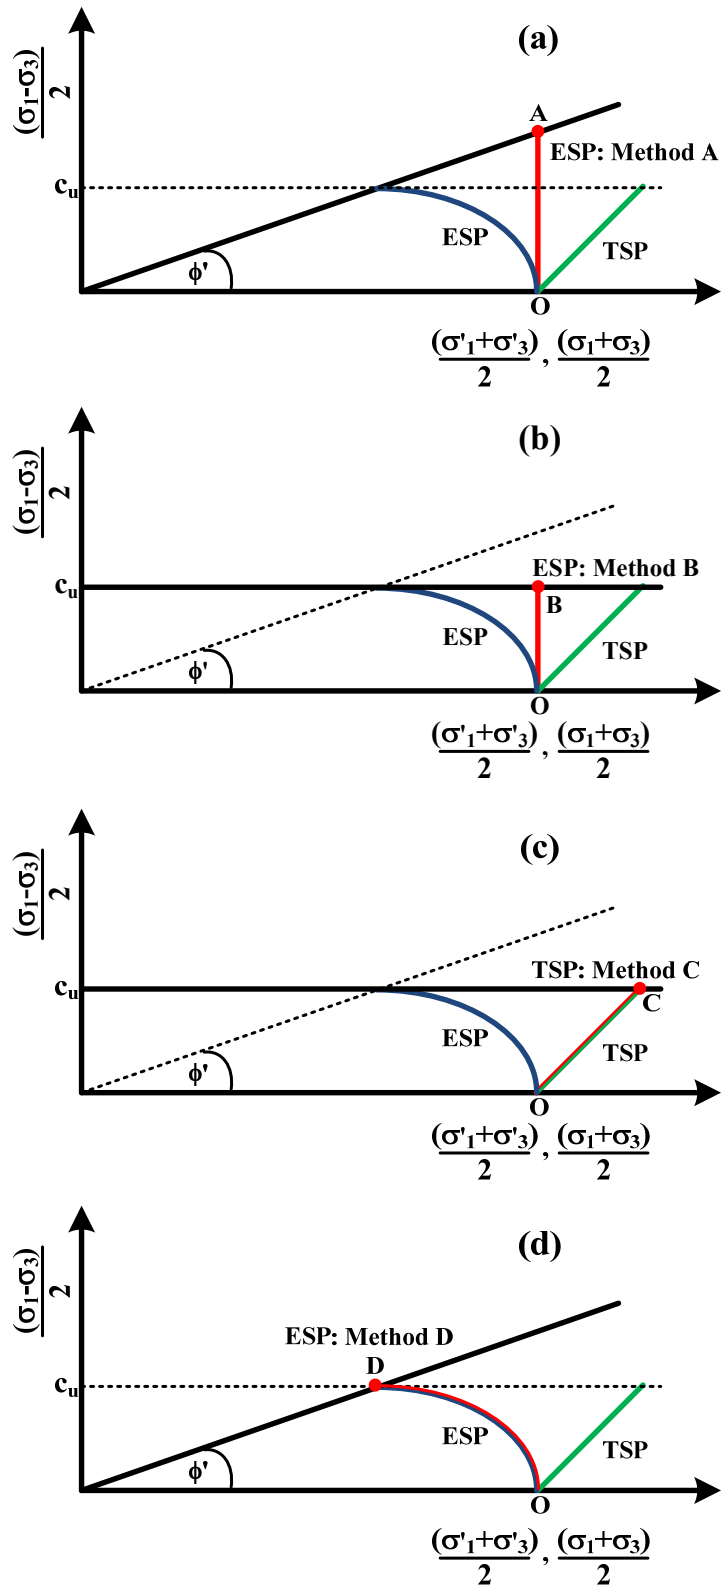 (a)
(σ₁-σ₃)
2
A
ESP: Method A
cᵤ
ESP
TSP
ϕ'
O
(σ'₁+σ'₃) , (σ₁+σ₃)
2 2
(b)
(σ₁-σ₃)
2
ESP: Method B
cᵤ
B
ESP
TSP
ϕ'
O
(σ'₁+σ'₃) , (σ₁+σ₃)
2 2
(c)
(σ₁-σ₃)
2
TSP: Method C
cᵤ
C
ESP
TSP
ϕ'
O
(σ'₁+σ'₃) , (σ₁+σ₃)
2 2
(d)
(σ₁-σ₃)
2
ESP: Method D
D
cᵤ
ESP
TSP
ϕ'
O
(σ'₁+σ'₃) , (σ₁+σ₃)
2 2